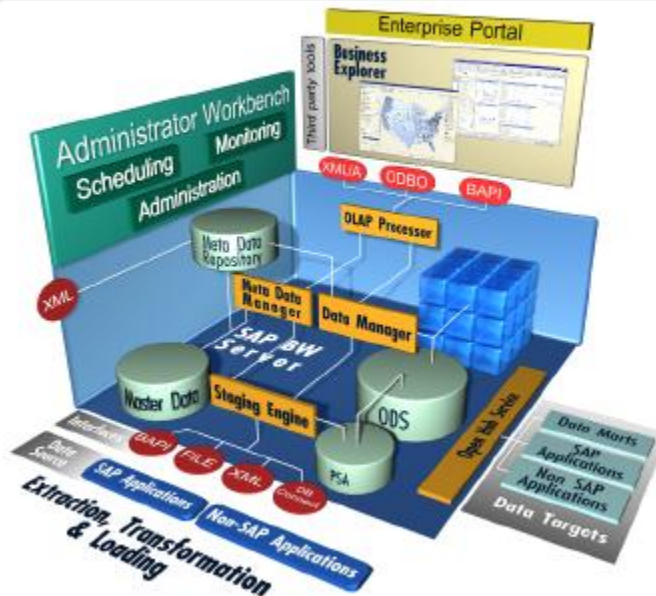 Enterprise Portal
Third party tools
Business
Explorer
Administrator Workbench
Scheduling
Monitoring
Administration
XML/A
ODBO
BAPI
OLAP Processor
Meta Data
Repository
XML
Meta Data
Manager
Data Manager
SAP BW
Server
Master Data
Staging Engine
ODS
PSA
Open Hub Service
Interfaces
BAPI
FILE
XML
DB
Connect
Data
Source
SAP Applications
Non-SAP Applications
Extraction, Transformation
& Loading
Data Marts
SAP
Applications
Non SAP
Applications
Data Targets